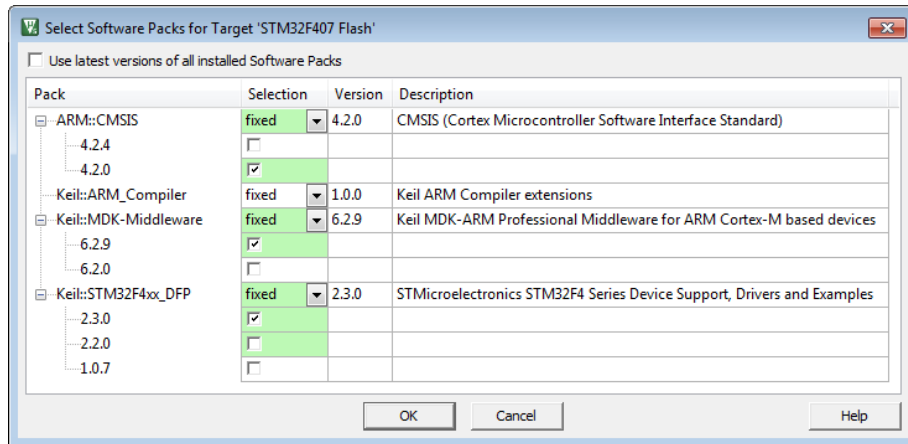 Select Software Packs for Target 'STM32F407 Flash'
Use latest versions of all installed Software Packs
Pack Selection Version Description
ARM::CMSIS fixed 4.2.0 CMSIS (Cortex Microcontroller Software Interface Standard)
4.2.4
4.2.0
Keil::ARM_Compiler fixed 1.0.0 Keil ARM Compiler extensions
Keil::MDK-Middleware fixed 6.2.9 Keil MDK-ARM Professional Middleware for ARM Cortex-M based devices
6.2.9
6.2.0
Keil::STM32F4xx_DFP fixed 2.3.0 STMicroelectronics STM32F4 Series Device Support, Drivers and Examples
2.3.0
2.2.0
1.0.7
OK Cancel Help